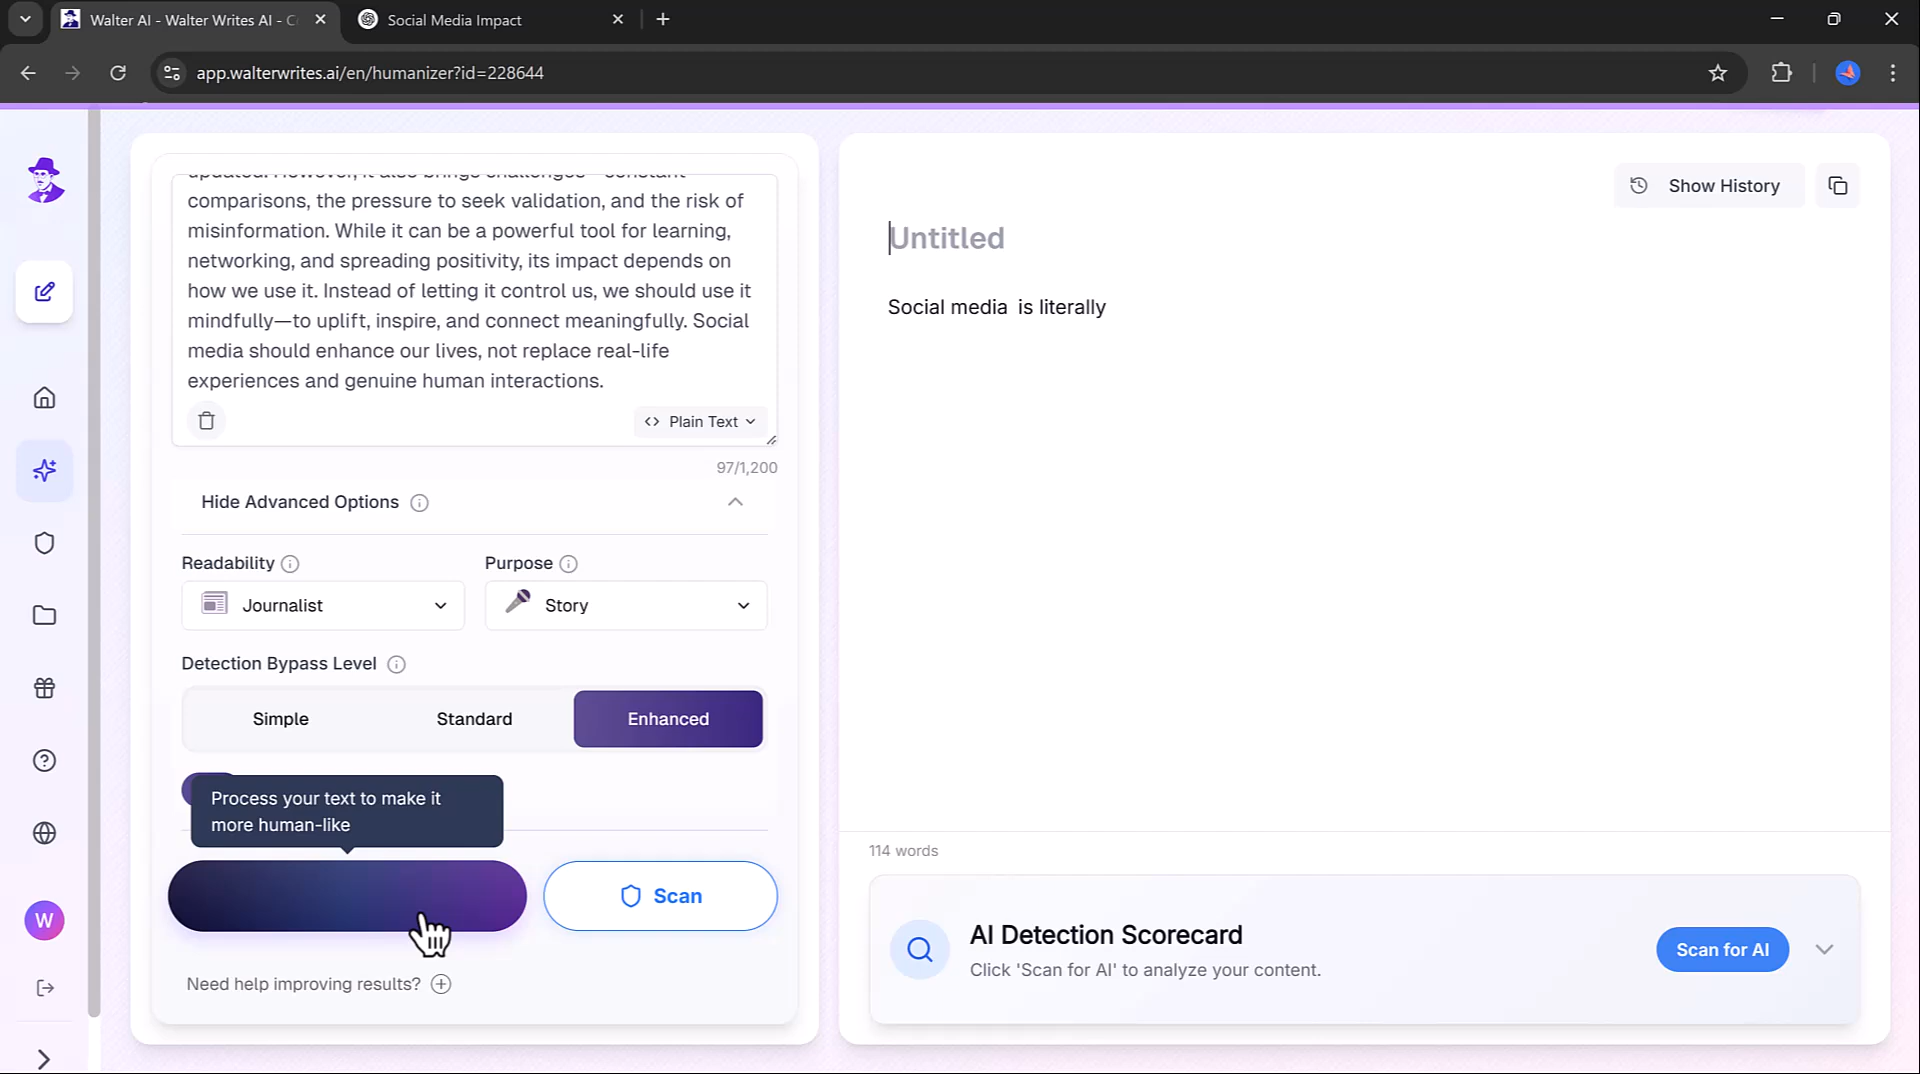 Walter AI - Walter Writes AI - C
Social Media Impact
app.walterwrites.ai/en/humanizer?id=228644
updated. However, it also brings challenges—constant
comparisons, the pressure to seek validation, and the risk of
misinformation. While it can be a powerful tool for learning,
networking, and spreading positivity, its impact depends on
how we use it. Instead of letting it control us, we should use it
mindfully—to uplift, inspire, and connect meaningfully. Social
media should enhance our lives, not replace real-life
experiences and genuine human interactions.
<> Plain Text
97/1,200
Hide Advanced Options
Readability
Purpose
Journalist
Story
Detection Bypass Level
Simple
Standard
Enhanced
Process your text to make it
more human-like
Scan
Need help improving results?
W
Show History
Untitled
Social media is literally
114 words
AI Detection Scorecard
Click 'Scan for AI' to analyze your content.
Scan for AI